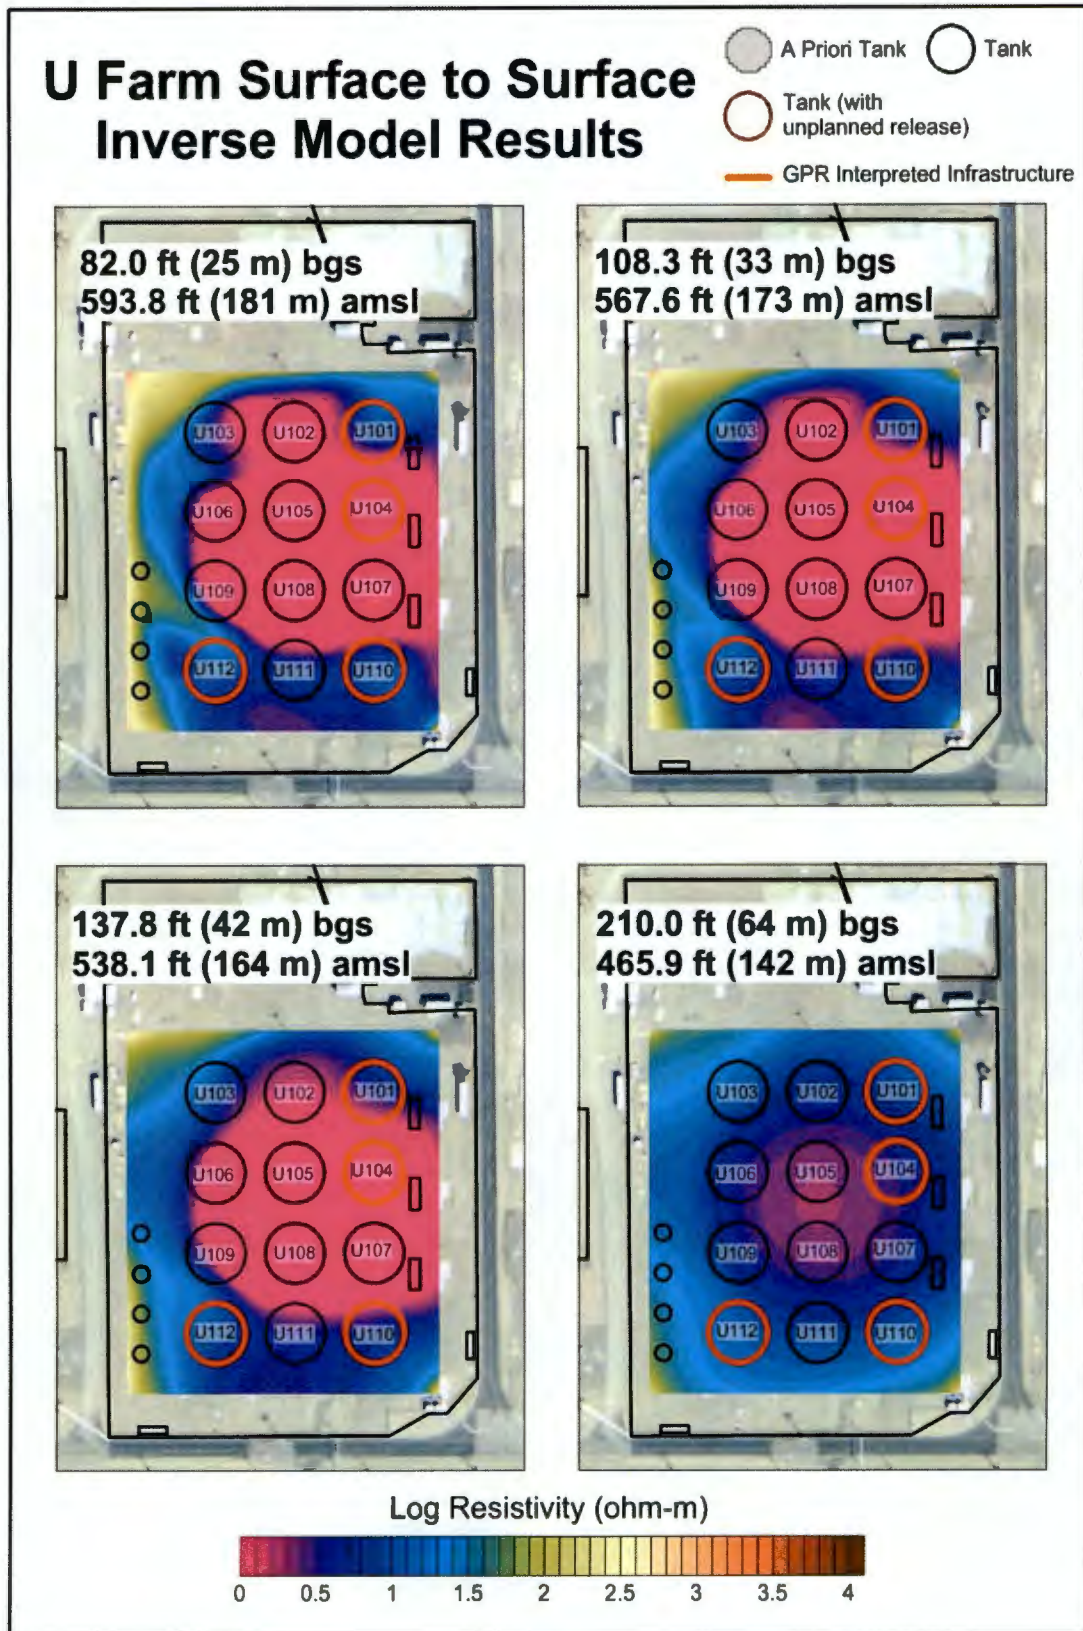 U Farm Surface to Surface
Inverse Model Results
A Priori Tank
Tank
Tank (with
unplanned release)
GPR Interpreted Infrastructure
82.0 ft (25 m) bgs
593.8 ft (181 m) amsl
U103
U102
U101
U106
U105
U104
U109
U108
U107
U112
U111
U110
108.3 ft (33 m) bgs
567.6 ft (173 m) amsl
U103
U102
U101
U106
U105
U104
U109
U108
U107
U112
U111
U110
137.8 ft (42 m) bgs
538.1 ft (164 m) amsl
U103
U102
U101
U106
U105
U104
U109
U108
U107
U112
U111
U110
210.0 ft (64 m) bgs
465.9 ft (142 m) amsl
U103
U102
U101
U106
U105
U104
U109
U108
U107
U112
U111
U110
Log Resistivity (ohm-m)
0 0.5 1 1.5 2 2.5 3 3.5 4